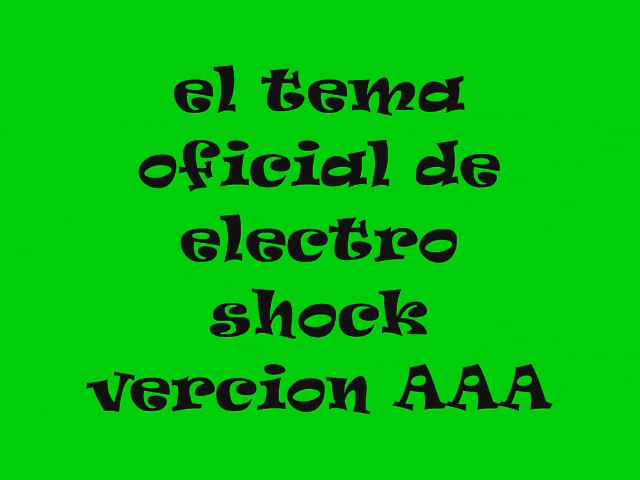 el tema
oficial de
electro
shock
vercion AAA